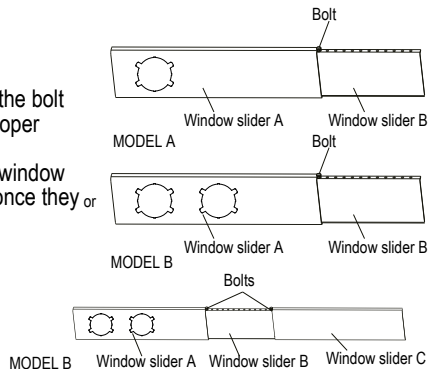 Bolt
the bolt
oper
Window slider A Window slider B
MODEL A
Bolt
window
once they or
Window slider A Window slider B
MODEL B
Bolts
MODEL B Window slider A Window slider B Window slider C